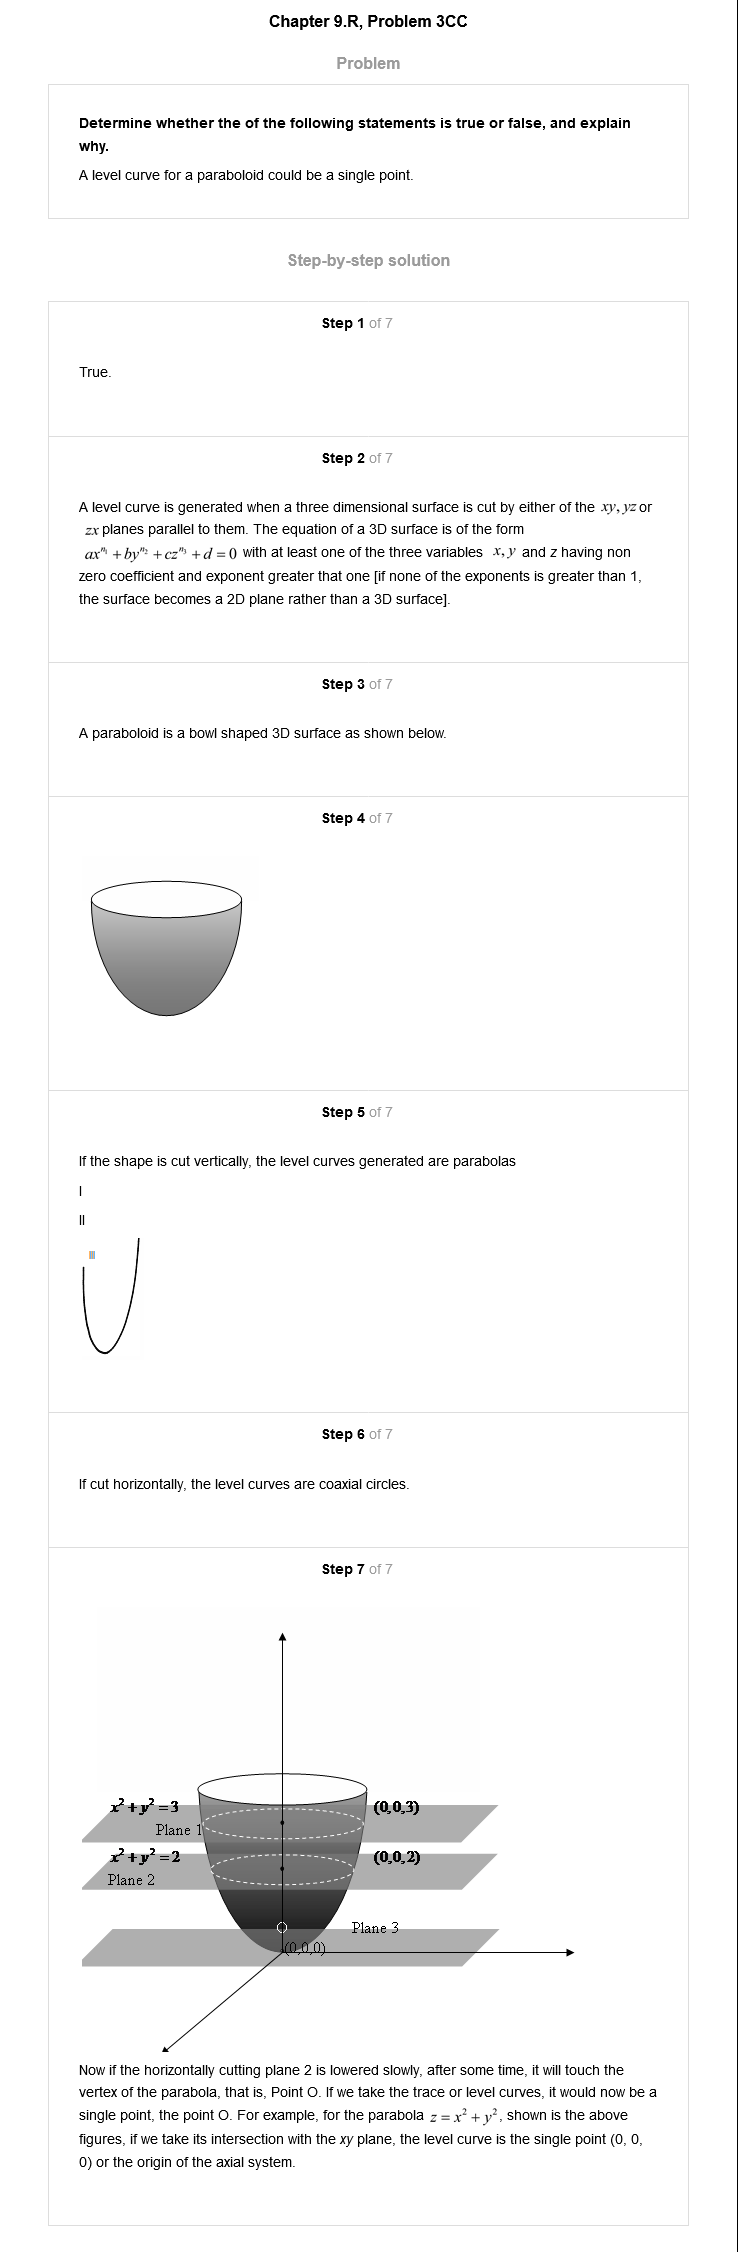 Chapter 9.R, Problem 3CC
Problem
Determine whether the of the following statements is true or false, and explain
why.
A level curve for a paraboloid could be a single point.
Step-by-step solution
Step 1 of 7
True.
Step 2 of 7
A level curve is generated when a three dimensional surface is cut by either of the xy, yz or
zx planes parallel to them. The equation of a 3D surface is of the form
ax^n₁ + by^n₂ + cz^n₃ + d = 0 with at least one of the three variables x, y and z having non
zero coefficient and exponent greater that one [if none of the exponents is greater than 1,
the surface becomes a 2D plane rather than a 3D surface].
Step 3 of 7
A paraboloid is a bowl shaped 3D surface as shown below.
Step 4 of 7
Step 5 of 7
If the shape is cut vertically, the level curves generated are parabolas
I
II
III
Step 6 of 7
If cut horizontally, the level curves are coaxial circles.
Step 7 of 7
x² + y² = 3 (0,0,3)
Plane 1
x² + y² = 2 (0,0,2)
Plane 2
Plane 3
(0,0,0)
Now if the horizontally cutting plane 2 is lowered slowly, after some time, it will touch the
vertex of the parabola, that is, Point O. If we take the trace or level curves, it would now be a
single point, the point O. For example, for the parabola z = x² + y², shown is the above
figures, if we take its intersection with the xy plane, the level curve is the single point (0, 0,
0) or the origin of the axial system.